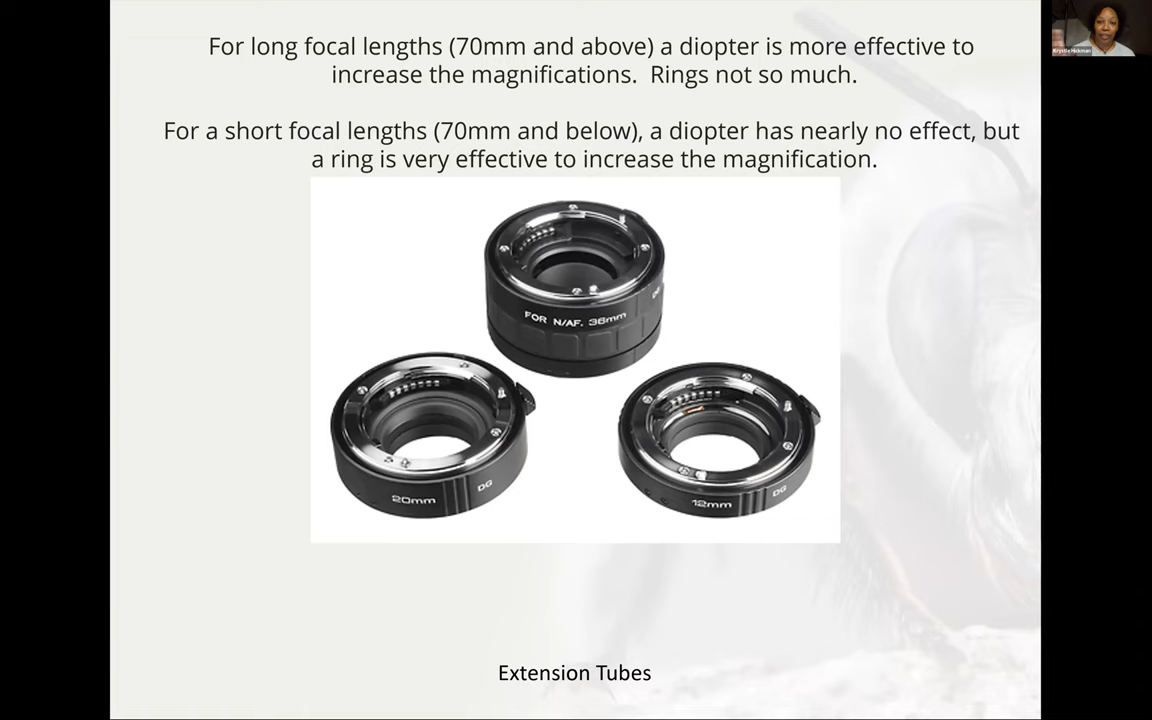 For long focal lengths (70mm and above) a diopter is more effective to
increase the magnifications.  Rings not so much.
For a short focal lengths (70mm and below), a diopter has nearly no effect, but
a ring is very effective to increase the magnification.
FOR N/AF. 36mm
DG
20mm
DG
12mm
DG
Extension Tubes
Krystle Hickman